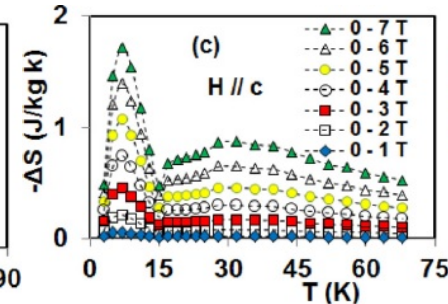 2
1
0
-ΔS (J/kg k)
(c)
H // c
0 - 7 T
0 - 6 T
0 - 5 T
0 - 4 T
0 - 3 T
0 - 2 T
0 - 1 T
90
0 15 30 45 60 75
T (K)